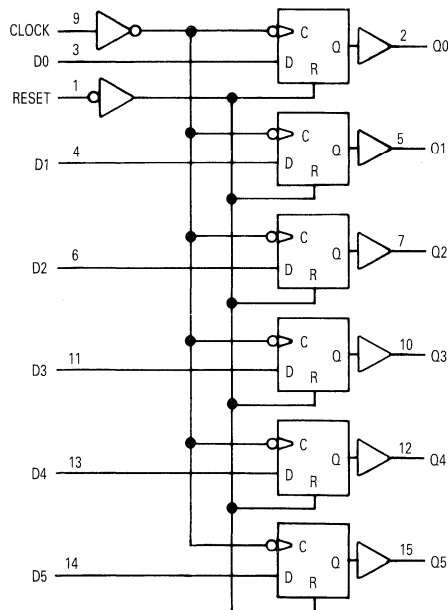 CLOCK 9 C Q 2 Q0
D0 3 D R
RESET 1
C Q 5 Q1
D1 4 D R
C Q 7 Q2
D2 6 D R
C Q 10 Q3
D3 11 D R
C Q 12 Q4
D4 13 D R
C Q 15 Q5
D5 14 D R